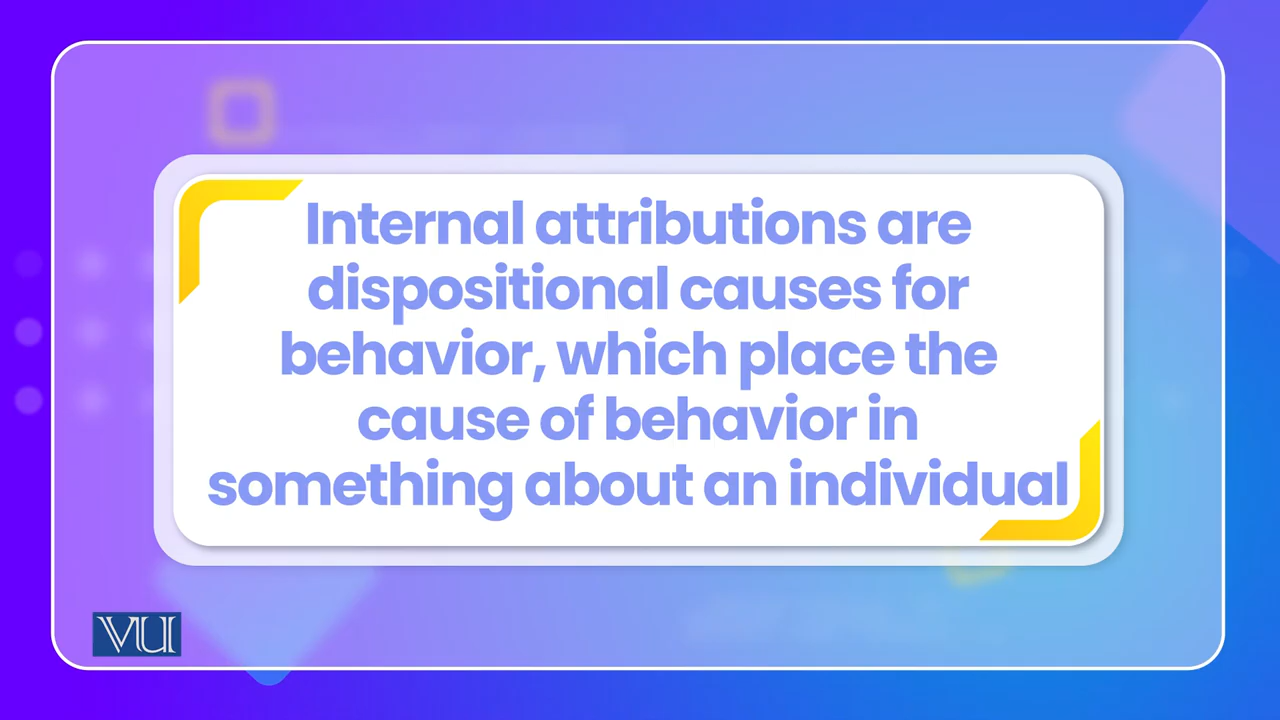 Internal attributions are
dispositional causes for
behavior, which place the
cause of behavior in
something about an individual
VU